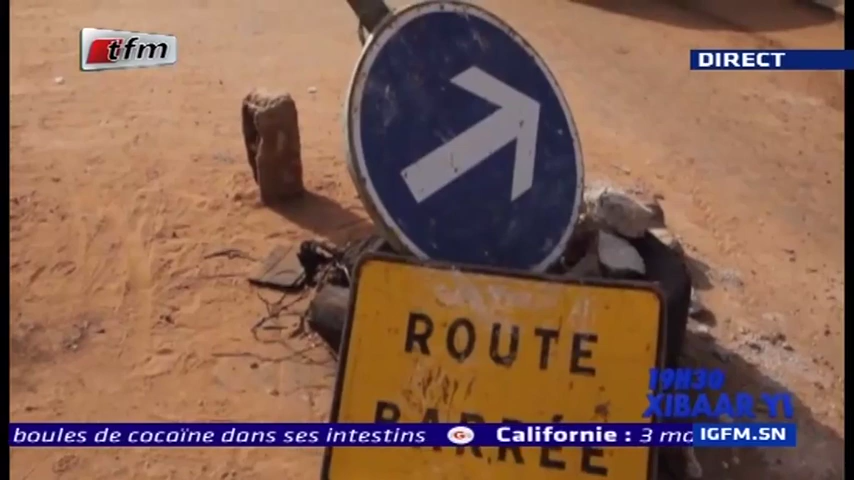 tfm
DIRECT
ROUTE
BARRÉE
19H30
XIBAAR YI
boules de cocaïne dans ses intestins
Californie : 3 mo
IGFM.SN